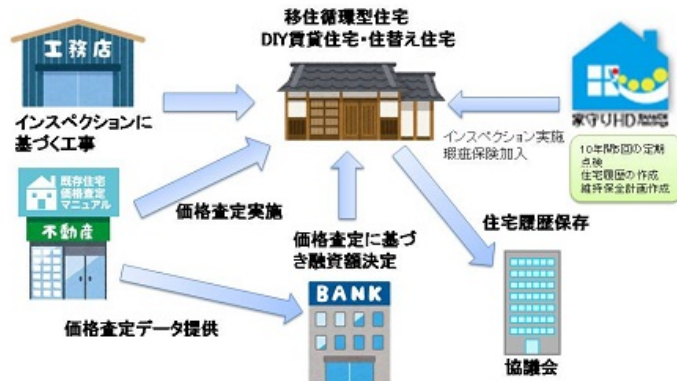 移住循環型住宅
DIY賃貸住宅・住替え住宅
工務店
インスペクションに
基づく工事
家守りHD
インスペクション実施
瑕疵保険加入
10年間5回の定期
点検
住宅履歴の作成
維持保全計画作成
既存住宅
価格査定
マニュアル
不動産
価格査定実施
価格査定に基づ
き融資額決定
住宅履歴保存
BANK
価格査定データ提供
協議会